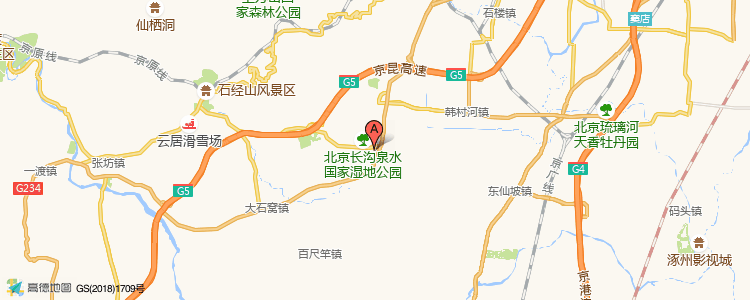 家森林公园
石楼镇
窦店
仙栖洞
京原线
京原线
京昆高速
G5
G5
石经山风景区
韩村河镇
A
云居滑雪场
北京琉璃河
天香牡丹园
北京长沟泉水
国家湿地公园
张坊镇
一渡镇
京广线
G4
G234
G5
东仙坡镇
大石窝镇
码头镇
百尺竿镇
涿州影视城
京港
高德地图 GS(2018)1709号